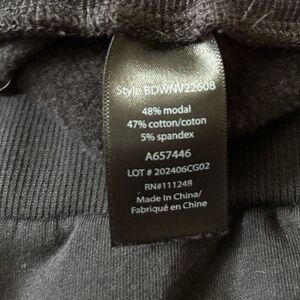 Style BDWNV22608
48% modal
47% cotton/coton
5% spandex
A657446
LOT # 202406CG02
RN#111248
Made In China/
Fabriqué en Chine